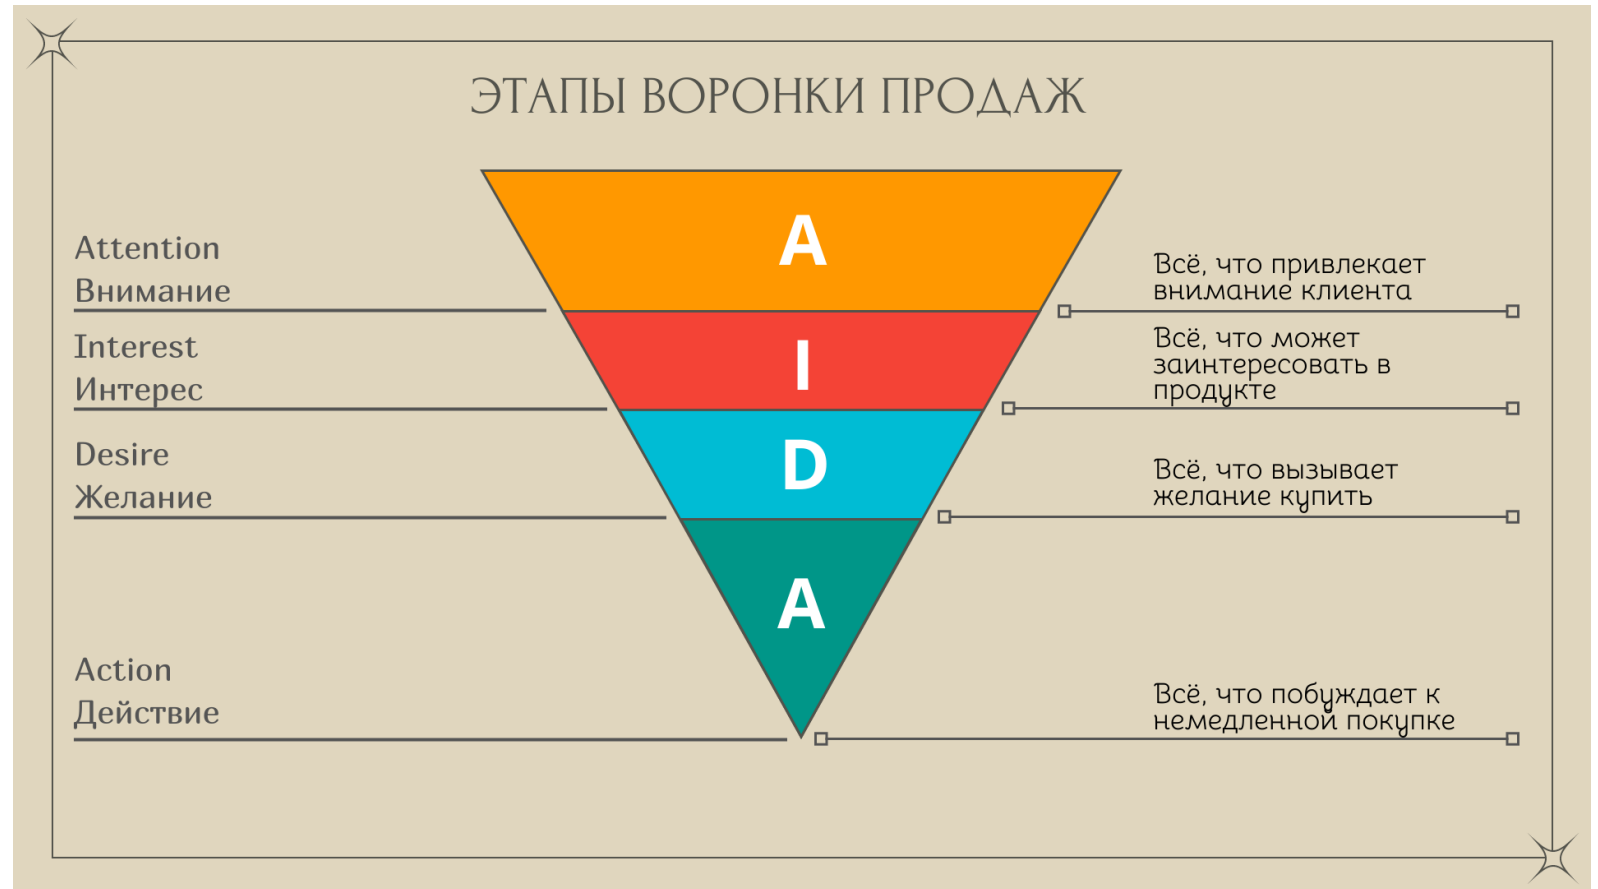 ЭТАПЫ ВОРОНКИ ПРОДАЖ
Attention
Внимание
A
Всё, что привлекает
внимание клиента
Interest
Интерес
I
Всё, что может
заинтересовать в
продукте
Desire
Желание
D
Всё, что вызывает
желание купить
Action
Действие
A
Всё, что побуждает к
немедленной покупке